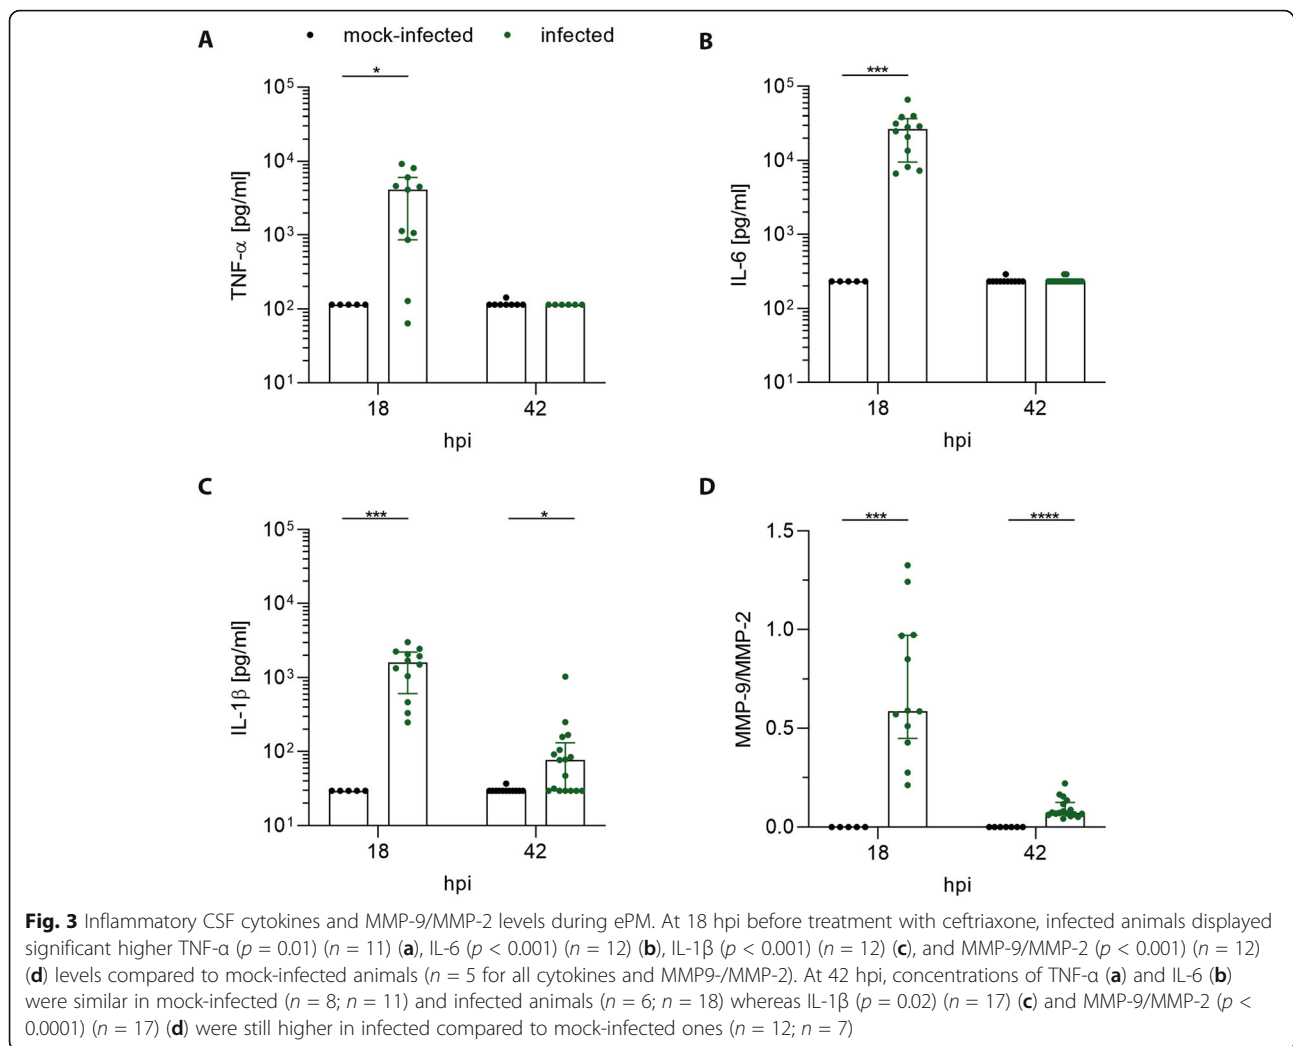 A
mock-infected
infected
*
10⁵
10⁴
10³
10²
10¹
TNF-α [pg/ml]
18
42
hpi
B
***
10⁵
10⁴
10³
10²
10¹
IL-6 [pg/ml]
18
42
hpi
C
***
*
10⁵
10⁴
10³
10²
10¹
IL-1β [pg/ml]
18
42
hpi
D
***
****
1.5
1.0
0.5
0.0
MMP-9/MMP-2
18
42
hpi
Fig. 3 Inflammatory CSF cytokines and MMP-9/MMP-2 levels during ePM. At 18 hpi before treatment with ceftriaxone, infected animals displayed
significant higher TNF-α (p = 0.01) (n = 11) (a), IL-6 (p < 0.001) (n = 12) (b), IL-1β (p < 0.001) (n = 12) (c), and MMP-9/MMP-2 (p < 0.001) (n = 12)
(d) levels compared to mock-infected animals (n = 5 for all cytokines and MMP9-/MMP-2). At 42 hpi, concentrations of TNF-α (a) and IL-6 (b)
were similar in mock-infected (n = 8; n = 11) and infected animals (n = 6; n = 18) whereas IL-1β (p = 0.02) (n = 17) (c) and MMP-9/MMP-2 (p <
0.0001) (n = 17) (d) were still higher in infected compared to mock-infected ones (n = 12; n = 7)